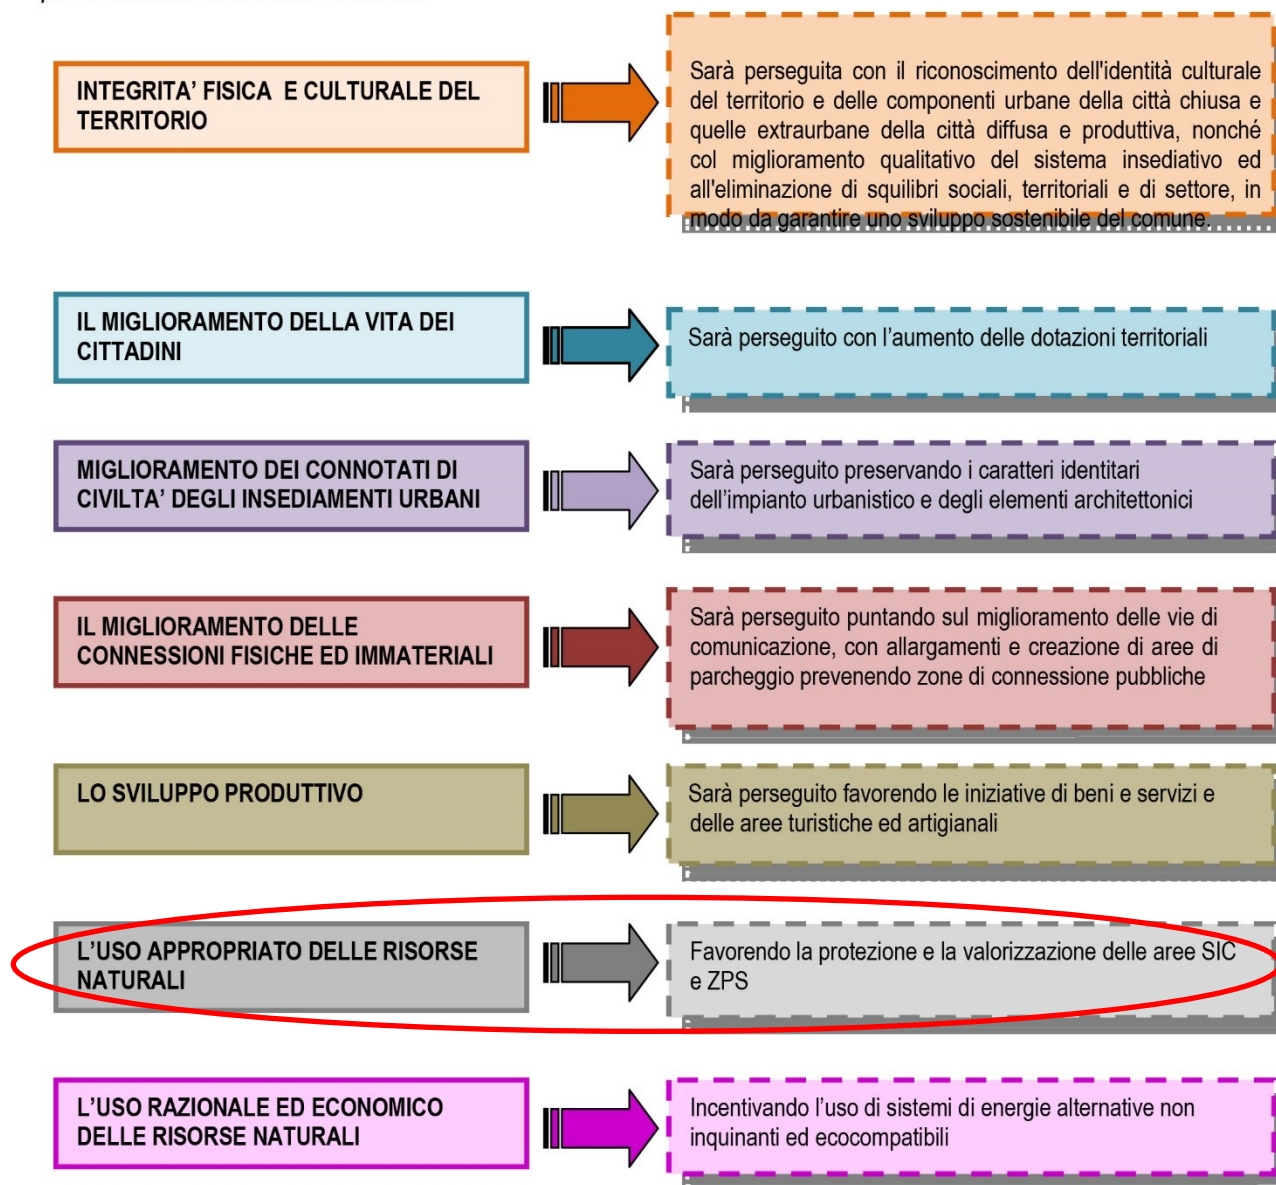 INTEGRITA’ FISICA E CULTURALE DEL
TERRITORIO
Sarà perseguita con il riconoscimento dell'identità culturale
del territorio e delle componenti urbane della città chiusa e
quelle extraurbane della città diffusa e produttiva, nonché
col miglioramento qualitativo del sistema insediativo ed
all'eliminazione di squilibri sociali, territoriali e di settore, in
modo da garantire uno sviluppo sostenibile del comune.
IL MIGLIORAMENTO DELLA VITA DEI
CITTADINI
Sarà perseguito con l’aumento delle dotazioni territoriali
MIGLIORAMENTO DEI CONNOTATI DI
CIVILTA’ DEGLI INSEDIAMENTI URBANI
Sarà perseguito preservando i caratteri identitari
dell’impianto urbanistico e degli elementi architettonici
IL MIGLIORAMENTO DELLE
CONNESSIONI FISICHE ED IMMATERIALI
Sarà perseguito puntando sul miglioramento delle vie di
comunicazione, con allargamenti e creazione di aree di
parcheggio prevenendo zone di connessione pubbliche
LO SVILUPPO PRODUTTIVO
Sarà perseguito favorendo le iniziative di beni e servizi e
delle aree turistiche ed artigianali
L’USO APPROPRIATO DELLE RISORSE
NATURALI
Favorendo la protezione e la valorizzazione delle aree SIC
e ZPS
L’USO RAZIONALE ED ECONOMICO
DELLE RISORSE NATURALI
Incentivando l’uso di sistemi di energie alternative non
inquinanti ed ecocompatibili